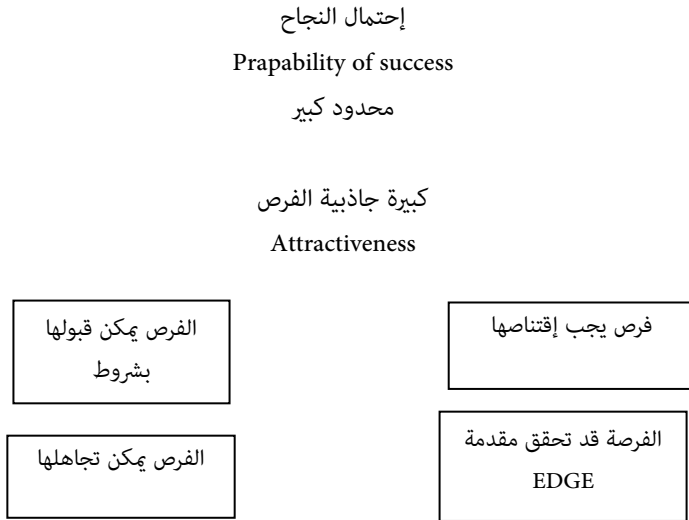 إحتمال النجاح
Prapability of success
محدود كبير
كبيرة جاذبية الفرص
Attractiveness
فرص يجب إقتناصها
الفرص يمكن قبولها
بشروط
الفرصة قد تحقق مقدمة
EDGE
الفرص يمكن تجاهلها